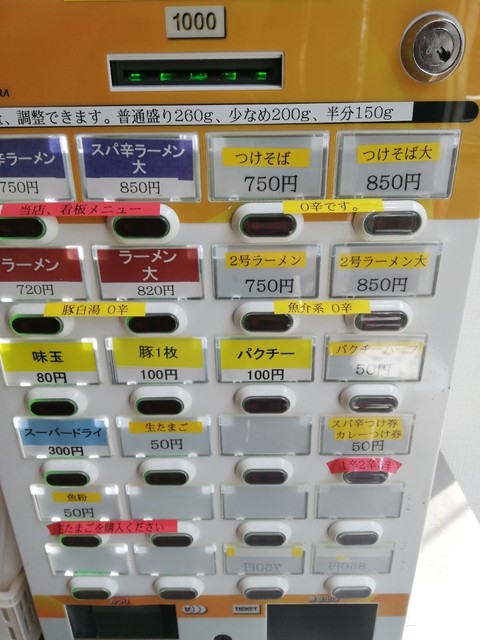 1000
調整できます。普通盛り260g、少なめ200g、半分150g
辛ラーメン
750円
スパ辛ラーメン
大
850円
つけそば
750円
つけそば大
850円
当店、看板メニュー
0辛です。
ラーメン
720円
ラーメン
大
820円
2号ラーメン
750円
2号ラーメン大
850円
豚白湯 0辛
魚介系 0辛
味玉
80円
豚1枚
100円
パクチー
100円
パクチーハーフ
50円
スーパードライ
300円
生たまご
50円
スパ辛つけ券
カレーつけ券
50円
魚粉
50円
生たまごを購入ください
TICKET